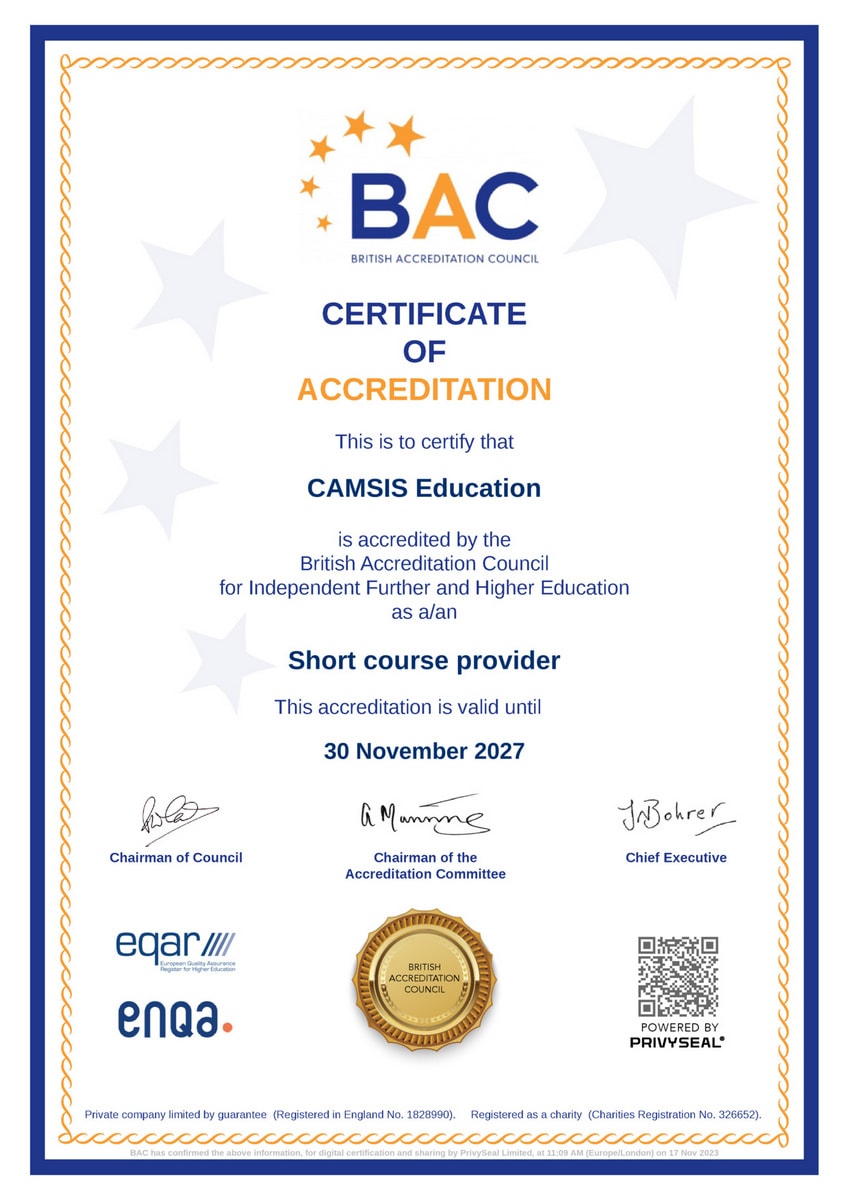 BAC
BRITISH ACCREDITATION COUNCIL
CERTIFICATE
OF
ACCREDITATION
This is to certify that
CAMSIS Education
is accredited by the
British Accreditation Council
for Independent Further and Higher Education
as a/an
Short course provider
This accreditation is valid until
30 November 2027
A Manning
JVBohrer
Chairman of Council
Chairman of the
Accreditation Committee
Chief Executive
eqar////
European Quality Assurance
Register for Higher Education
enqa.
BRITISH
ACCREDITATION
COUNCIL
POWERED BY
PRIVYSEAL®
Private company limited by guarantee (Registered in England No. 1828990). Registered as a charity (Charities Registration No. 326652).
BAC has confirmed the above information, for digital certification and sharing by PrivySeal Limited, at 11:09 AM (Europe/London) on 17 Nov 2023